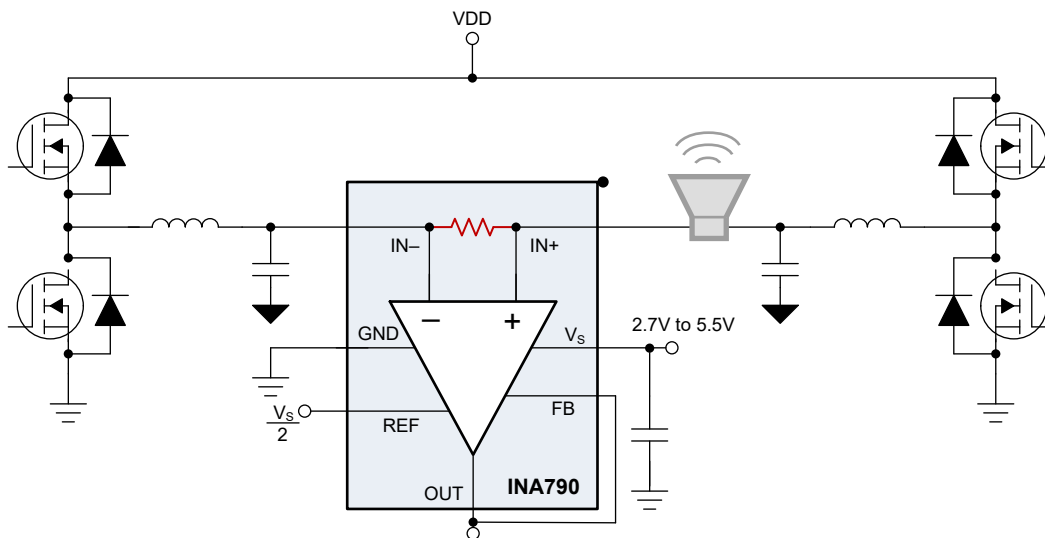 VDD
IN–
IN+
–
+
GND
Vs
2.7V to 5.5V
REF
Vs
2
FB
OUT
INA790